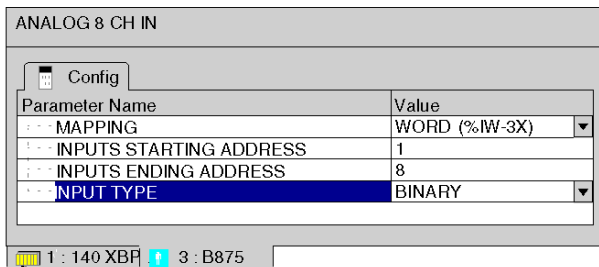 ANALOG 8 CH IN
Config
Parameter Name Value
MAPPING WORD (%IW-3X)
INPUTS STARTING ADDRESS 1
INPUTS ENDING ADDRESS 8
INPUT TYPE BINARY
1 : 140 XBP 3 : B875